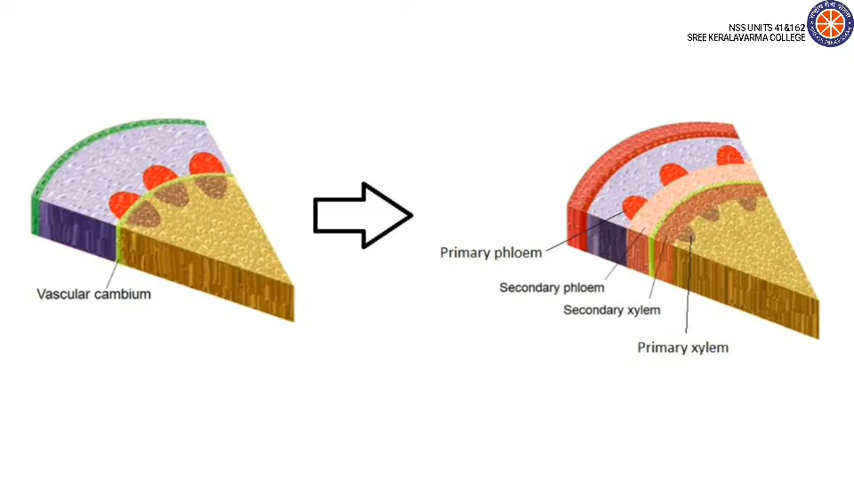 NSS UNITS 41&162
SREE KERALAVARMA COLLEGE
Vascular cambium
Primary phloem
Secondary phloem
Secondary xylem
Primary xylem